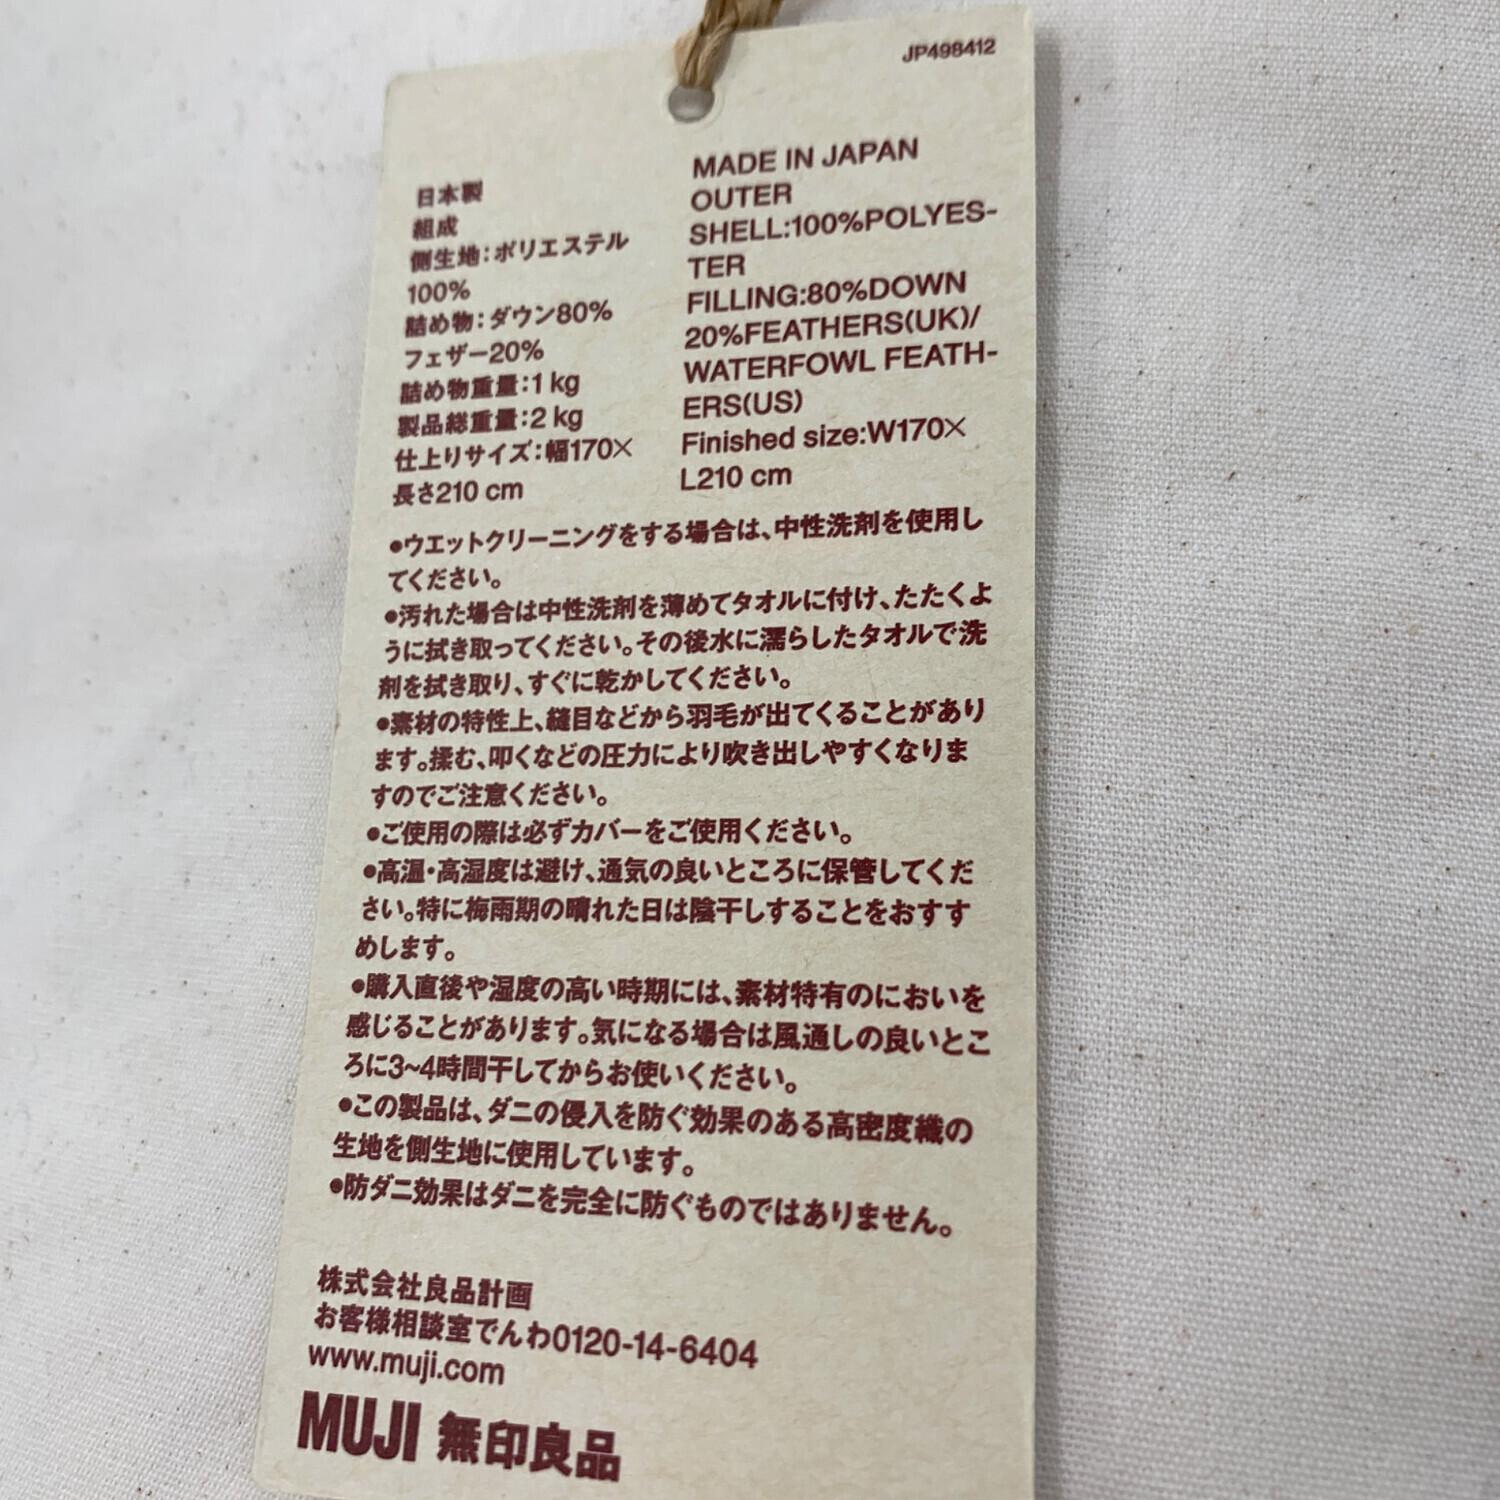 JP498412
日本製
組成
側生地:ポリエステル
100%
詰め物:ダウン80%
フェザー20%
詰め物重量:1 kg
製品総重量:2 kg
仕上りサイズ:幅170×
長さ210 cm
MADE IN JAPAN
OUTER
SHELL:100%POLYES-
TER
FILLING:80%DOWN
20%FEATHERS(UK)/
WATERFOWL FEATH-
ERS(US)
Finished size:W170×
L210 cm
●ウエットクリーニングをする場合は、中性洗剤を使用し
てください。
●汚れた場合は中性洗剤を薄めてタオルに付け、たたくよ
うに拭き取ってください。その後水に濡らしたタオルで洗
剤を拭き取り、すぐに乾かしてください。
●素材の特性上、縫目などから羽毛が出てくることがあり
ます。揉む、叩くなどの圧力により吹き出しやすくなりま
すのでご注意ください。
●ご使用の際は必ずカバーをご使用ください。
●高温・高湿度は避け、通気の良いところに保管してくだ
さい。特に梅雨期の晴れた日は陰干しすることをおすす
めします。
●購入直後や湿度の高い時期には、素材特有のにおいを
感じることがあります。気になる場合は風通しの良いとこ
ろに3~4時間干してからお使いください。
●この製品は、ダニの侵入を防ぐ効果のある高密度織の
生地を側生地に使用しています。
●防ダニ効果はダニを完全に防ぐものではありません。
株式会社良品計画
お客様相談室でんわ0120-14-6404
www.muji.com
MUJI 無印良品